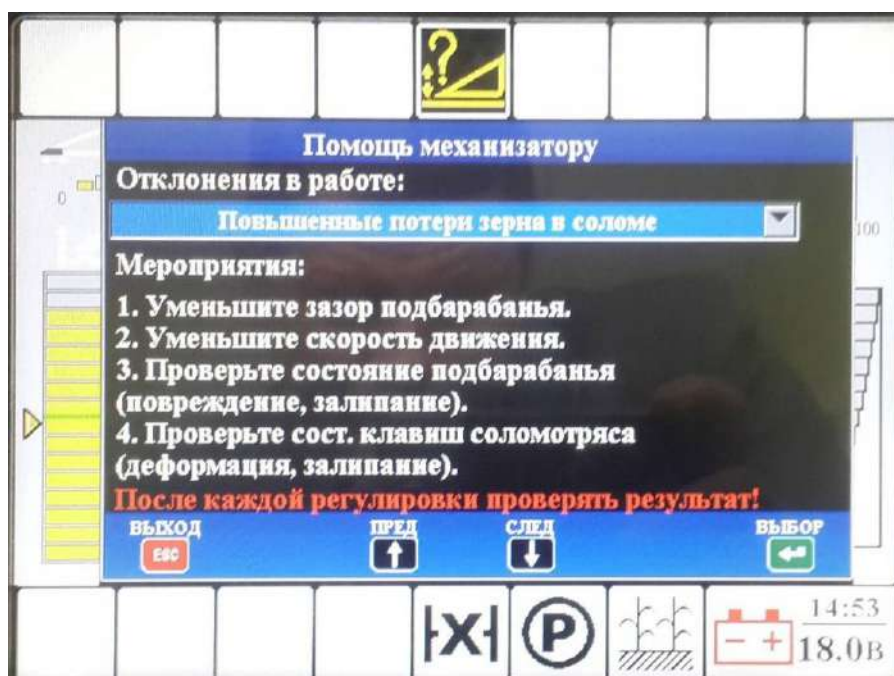 ?
Помощь механизатору
Отклонения в работе:
0
Повышенные потери зерна в соломе
100
Мероприятия:
1. Уменьшите зазор подбарабанья.
2. Уменьшите скорость движения.
3. Проверьте состояние подбарабанья
(повреждение, залипание).
4. Проверьте сост. клавиш соломотряса
(деформация, залипание).
После каждой регулировки проверять результат!
ВЫХОД ПРЕД СЛЕД ВЫБОР
ESC
X P - + 14:53
18.0В